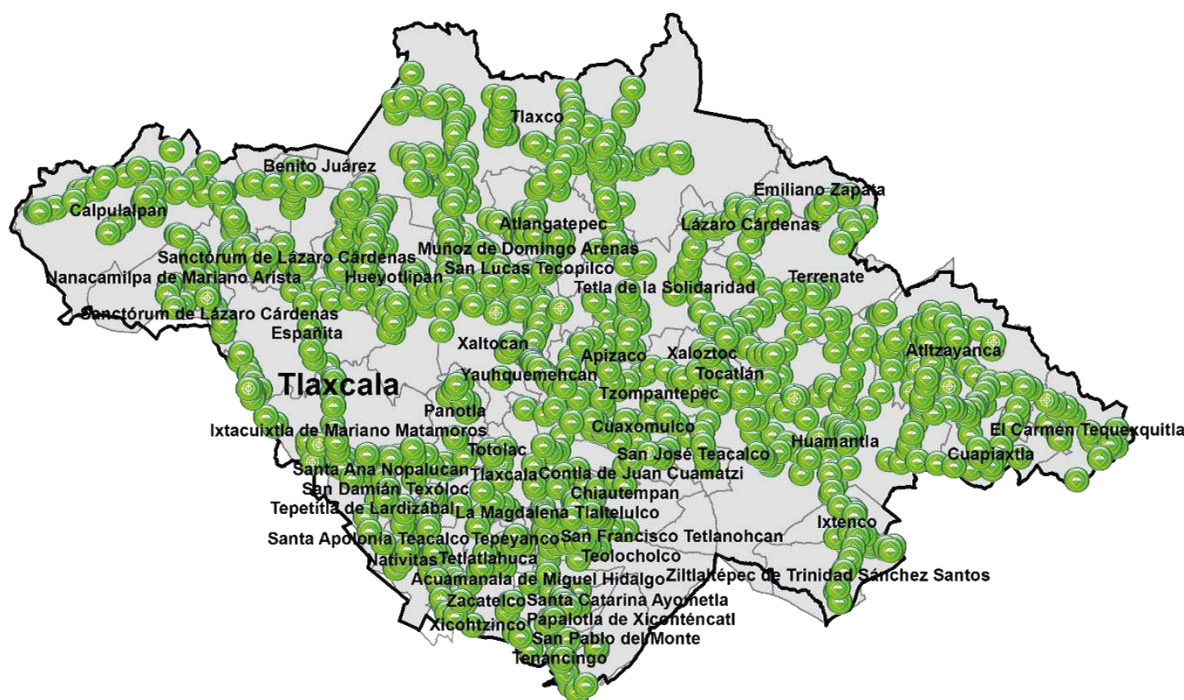 Tlaxco
Benito Juárez
Emiliano Zapata
Calpulalpan
Atlangatepec
Lázaro Cárdenas
Muñoz de Domingo Arenas
Sanctórum de Lázaro Cárdenas
San Lucas Tecopilco
Nanacamilpa de Mariano Arista
Hueyotlipan
Terrenate
Tetla de la Solidaridad
Sanctórum de Lázaro Cárdenas
Españita
Xaltocan
Apizaco
Xaloztoc
Atltzayanca
Yauhquemehcan
Tocatlán
Tlaxcala
Tzompantepec
Panotla
Cuaxomulco
Ixtacuixtla de Mariano Matamoros
El Carmen Tequexquitla
Huamantla
Totolac
San José Teacalco
Cuapiaxtla
Santa Ana Nopalucan
Tlaxcala
Contla de Juan Cuamatzi
San Damián Texóloc
Chiautempan
Tepetitla de Lardizábal
La Magdalena Tlaltelulco
Ixtenco
Santa Apolonia Teacalco
Tepeyanco
San Francisco Tetlanohcan
Nativitas
Tetlatlahuca
Teolocholco
Acuamanala de Miguel Hidalgo
Ziltlaltépec de Trinidad Sánchez Santos
Zacatelco
Santa Catarina Ayometla
Xicohtzinco
Papalotla de Xicohténcatl
San Pablo del Monte
Tenancingo